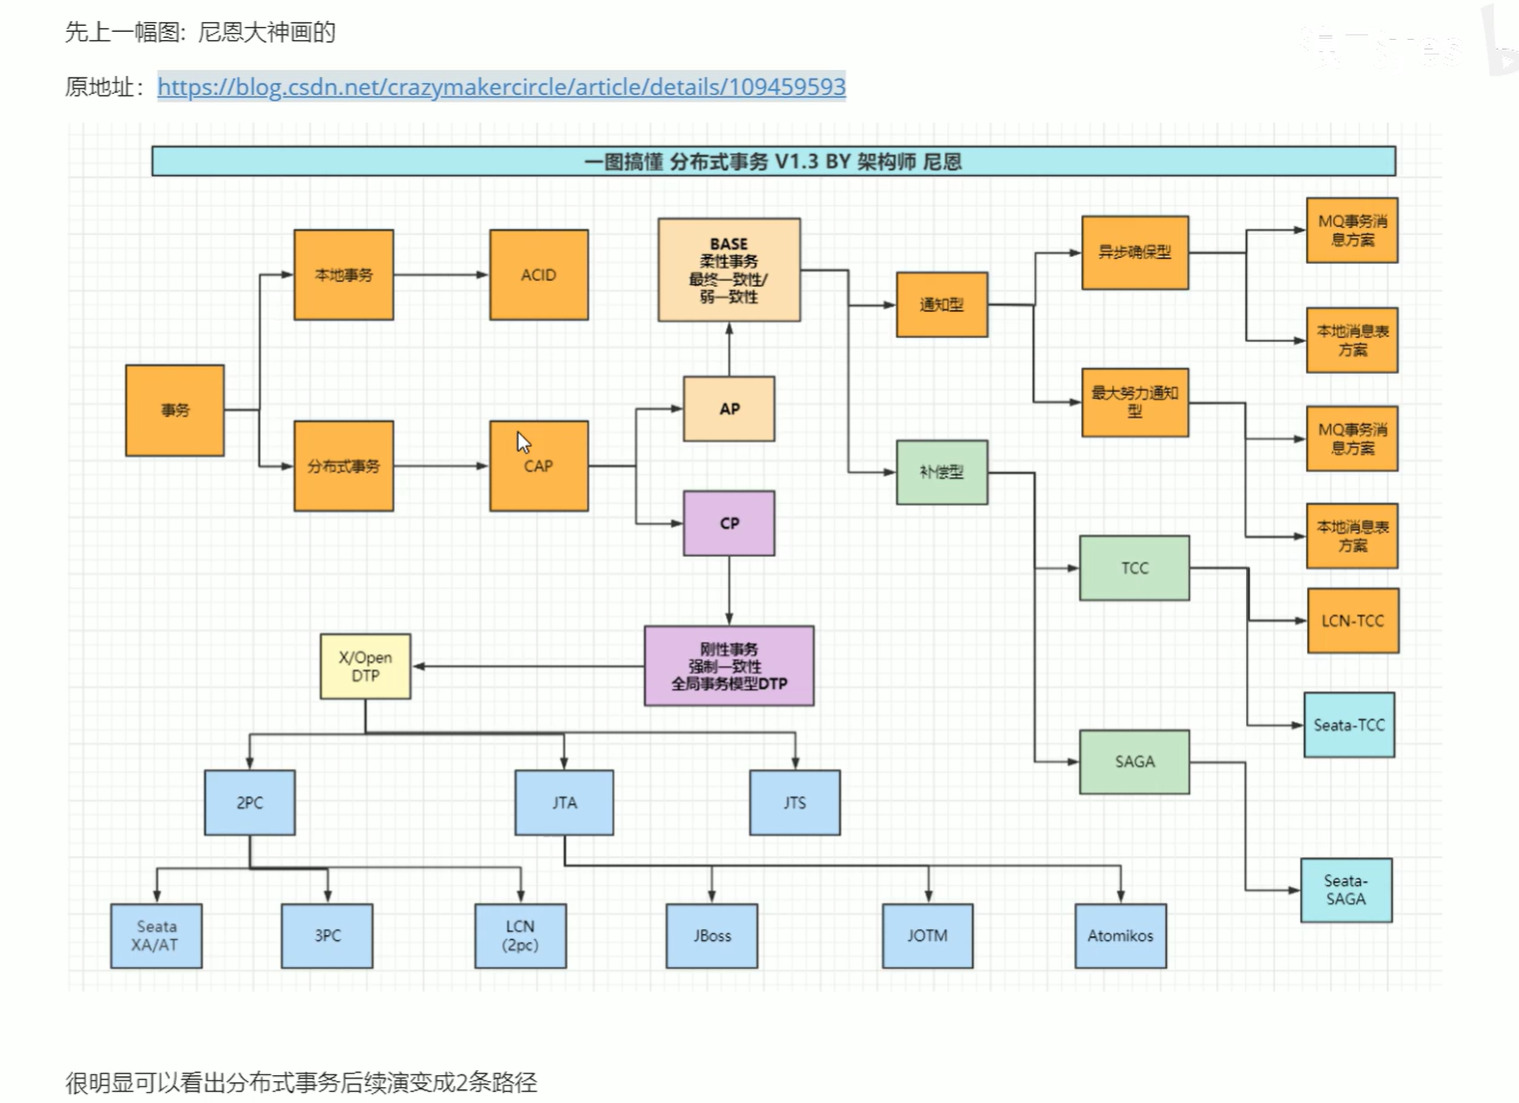 先上一幅图: 尼恩大神画的
原地址：https://blog.csdn.net/crazymakercircle/article/details/109459593
一图搞懂 分布式事务 V1.3 BY 架构师 尼恩
事务
本地事务
ACID
分布式事务
CAP
BASE
柔性事务
最终一致性/
弱一致性
AP
CP
刚性事务
强制一致性
全局事务模型DTP
通知型
异步确保型
MQ事务消
息方案
本地消息表
方案
最大努力通知
型
MQ事务消
息方案
本地消息表
方案
补偿型
TCC
LCN-TCC
Seata-TCC
SAGA
Seata-
SAGA
X/Open
DTP
2PC
JTA
JTS
Seata
XA/AT
3PC
LCN
(2pc)
JBoss
JOTM
Atomikos
很明显可以看出分布式事务后续演变成2条路径